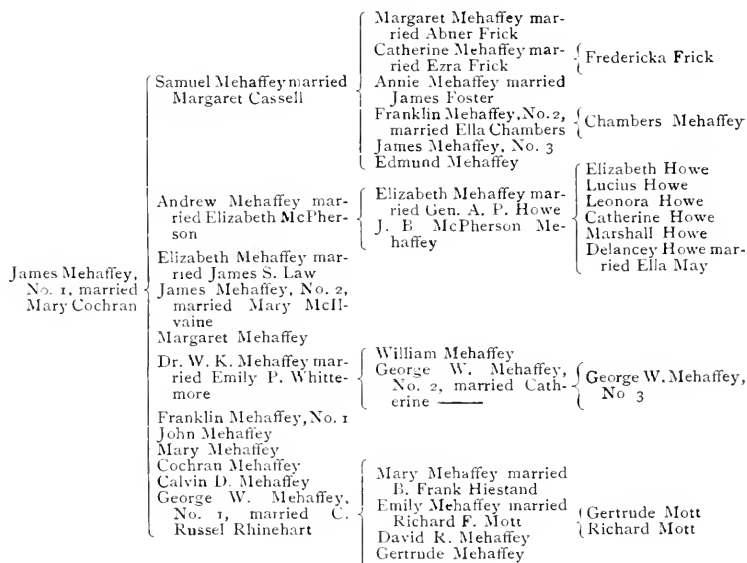 James Mehaffey,
No. 1, married
Mary Cochran
Samuel Mehaffey married
Margaret Cassell
Margaret Mehaffey mar-
ried Abner Frick
Catherine Mehaffey mar-
ried Ezra Frick
Fredericka Frick
Annie Mehaffey married
James Foster
Franklin Mehaffey, No. 2,
married Ella Chambers
Chambers Mehaffey
James Mehaffey, No. 3
Edmund Mehaffey
Andrew Mehaffey mar-
ried Elizabeth McPher-
son
Elizabeth Mehaffey mar-
ried Gen. A. P. Howe
Elizabeth Howe
Lucius Howe
Leonora Howe
Catherine Howe
Marshall Howe
Delancey Howe mar-
ried Ella May
J. B McPherson Me-
haffey
Elizabeth Mehaffey mar-
ried James S. Law
James Mehaffey, No. 2,
married Mary McIl-
vaine
Margaret Mehaffey
Dr. W. K. Mehaffey mar-
ried Emily P. Whitte-
more
William Mehaffey
George W. Mehaffey,
No. 2, married Cath-
erine ——
George W. Mehaffey,
No 3
Franklin Mehaffey, No. 1
John Mehaffey
Mary Mehaffey
Cochran Mehaffey
Calvin D. Mehaffey
George W. Mehaffey,
No. 1, married C.
Russel Rhinehart
Mary Mehaffey married
B. Frank Hiestand
Emily Mehaffey married
Richard F. Mott
Gertrude Mott
Richard Mott
David R. Mehaffey
Gertrude Mehaffey